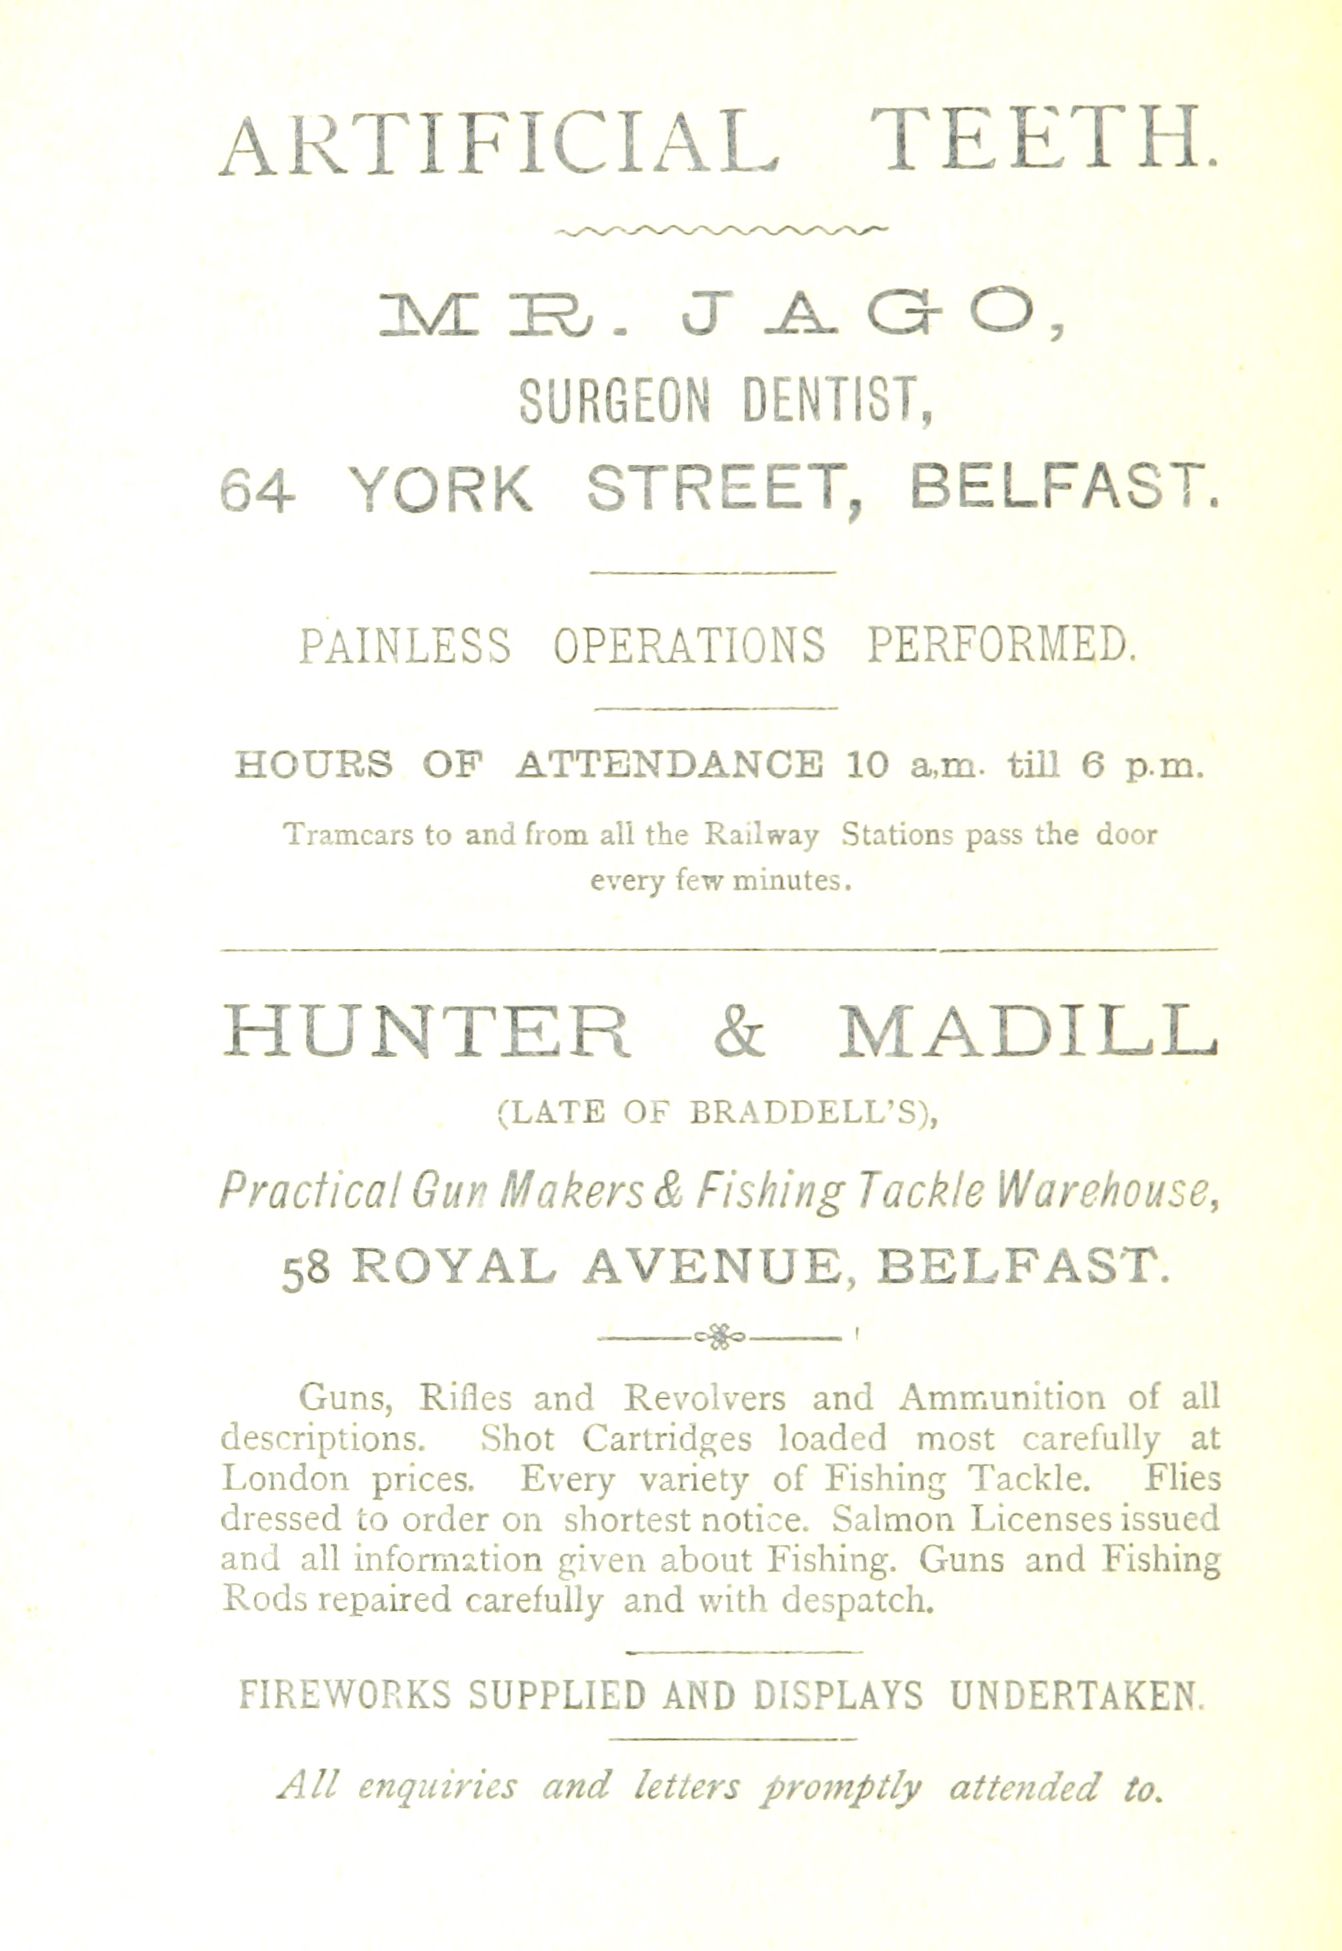 ARTIFICIAL TEETH.
MR. JAGO,
SURGEON DENTIST,
64 YORK STREET, BELFAST.
PAINLESS OPERATIONS PERFORMED.
HOURS OF ATTENDANCE 10 a,m. till 6 p.m.
Tramcars to and from all the Railway Stations pass the door
every few minutes.
HUNTER & MADILL
(LATE OF BRADDELL'S),
Practical Gun Makers & Fishing Tackle Warehouse,
58 ROYAL AVENUE, BELFAST.
Guns, Rifles and Revolvers and Ammunition of all
descriptions. Shot Cartridges loaded most carefully at
London prices. Every variety of Fishing Tackle. Flies
dressed to order on shortest notice. Salmon Licenses issued
and all information given about Fishing. Guns and Fishing
Rods repaired carefully and with despatch.
FIREWORKS SUPPLIED AND DISPLAYS UNDERTAKEN.
All enquiries and letters promptly attended to.